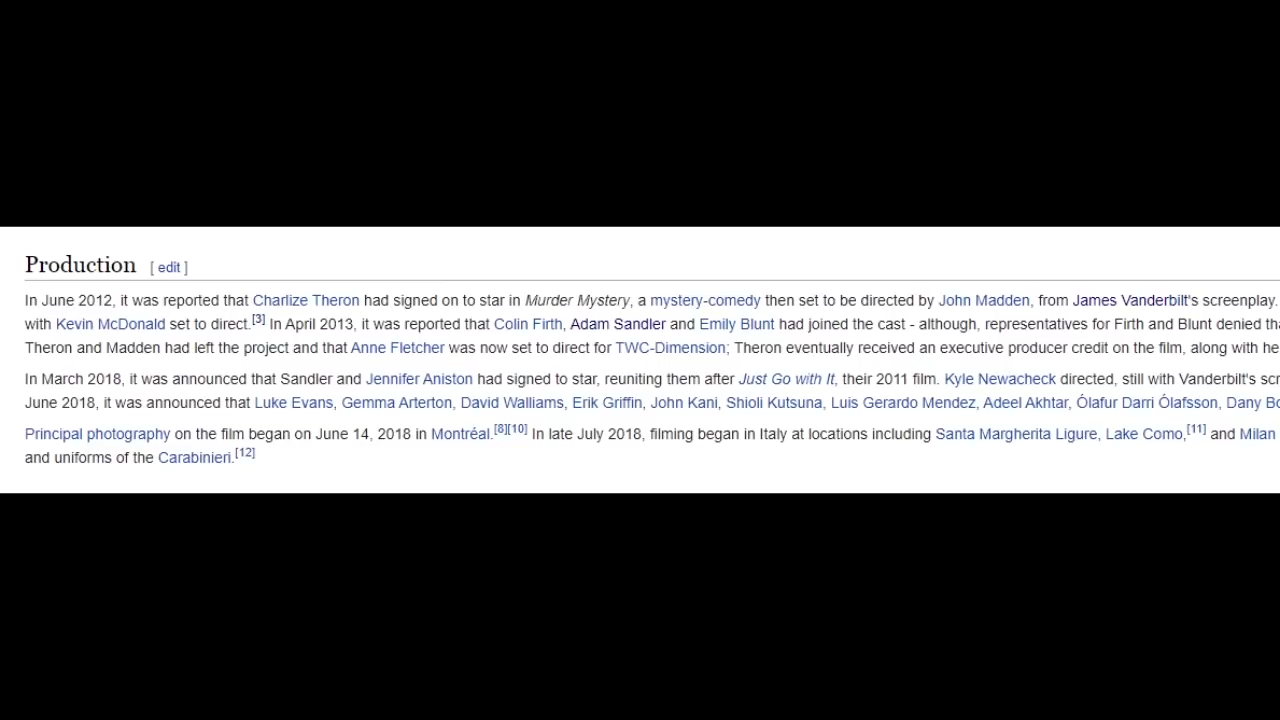 Production [ edit ]
In June 2012, it was reported that Charlize Theron had signed on to star in Murder Mystery, a mystery-comedy then set to be directed by John Madden, from James Vanderbilt's screenplay.
with Kevin McDonald set to direct.[3] In April 2013, it was reported that Colin Firth, Adam Sandler and Emily Blunt had joined the cast - although, representatives for Firth and Blunt denied tha
Theron and Madden had left the project and that Anne Fletcher was now set to direct for TWC-Dimension; Theron eventually received an executive producer credit on the film, along with he
In March 2018, it was announced that Sandler and Jennifer Aniston had signed to star, reuniting them after Just Go with It, their 2011 film. Kyle Newacheck directed, still with Vanderbilt's scr
June 2018, it was announced that Luke Evans, Gemma Arterton, David Walliams, Erik Griffin, John Kani, Shioli Kutsuna, Luis Gerardo Mendez, Adeel Akhtar, Ólafur Darri Ólafsson, Dany Bo
Principal photography on the film began on June 14, 2018 in Montréal.[8][10] In late July 2018, filming began in Italy at locations including Santa Margherita Ligure, Lake Como,[11] and Milan
and uniforms of the Carabinieri.[12]